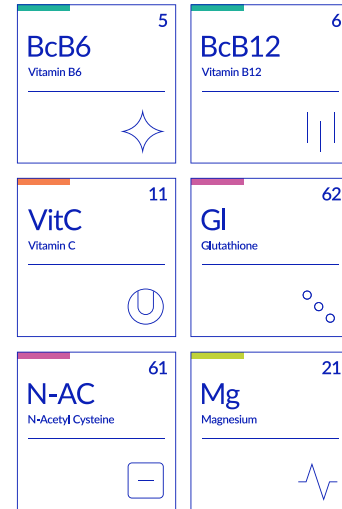 5
BcB6
Vitamin B6
6
BcB12
Vitamin B12
11
VitC
Vitamin C
62
Gl
Glutathione
61
N-AC
N-Acetyl Cysteine
21
Mg
Magnesium